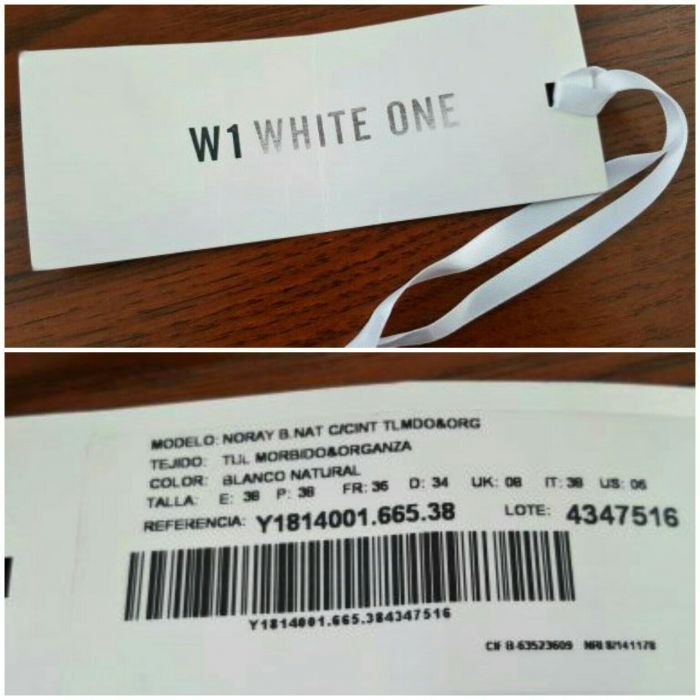 W1 WHITE ONE
MODELO: NORAY B.NAT C/CINT TLMDO&ORG
TEJIDO: TUL MORBIDO&ORGANZA
COLOR: BLANCO NATURAL
TALLA: E: 38 P: 38 FR: 36 D: 34 UK: 08 IT: 38 US: 06
REFERENCIA: Y1814001.665.38 LOTE: 4347516
Y1814001.665.384347516
CIF B-63523609